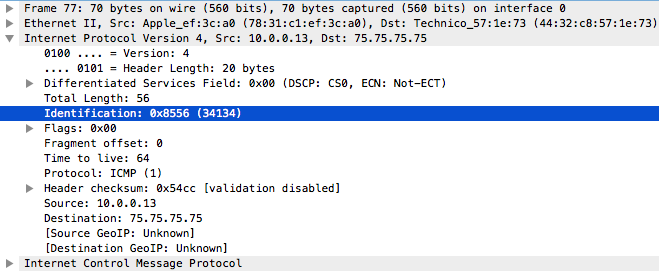 Frame 77: 70 bytes on wire (560 bits), 70 bytes captured (560 bits) on interface 0
Ethernet II, Src: Apple_ef:3c:a0 (78:31:c1:ef:3c:a0), Dst: Technico_57:1e:73 (44:32:c8:57:1e:73)
Internet Protocol Version 4, Src: 10.0.0.13, Dst: 75.75.75.75
0100 .... = Version: 4
.... 0101 = Header Length: 20 bytes
Differentiated Services Field: 0x00 (DSCP: CS0, ECN: Not-ECT)
Total Length: 56
Identification: 0x8556 (34134)
Flags: 0x00
Fragment offset: 0
Time to live: 64
Protocol: ICMP (1)
Header checksum: 0x54cc [validation disabled]
Source: 10.0.0.13
Destination: 75.75.75.75
[Source GeoIP: Unknown]
[Destination GeoIP: Unknown]
Internet Control Message Protocol